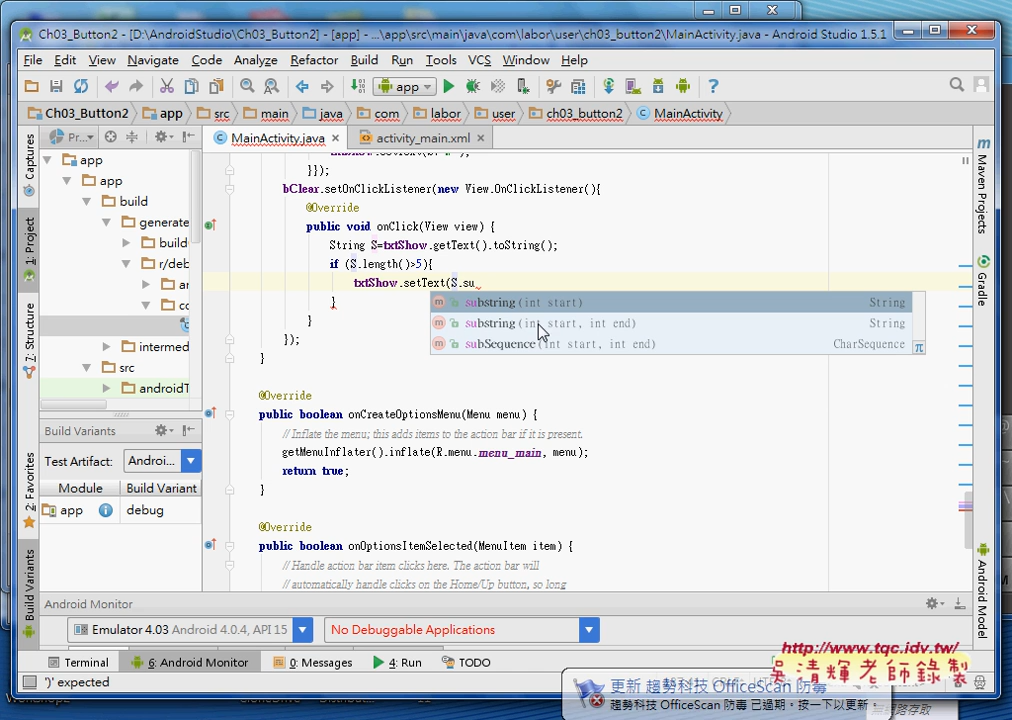 Ch03_Button2 - [D:\AndroidStudio\Ch03_Button2] - [app] - ...\app\src\main\java\com\labor\user\ch03_button2\MainActivity.java - Android Studio 1.5.1
File Edit View Navigate Code Analyze Refactor Build Run Tools VCS Window Help
app
Ch03_Button2 app src main java com labor user ch03_button2 MainActivity
Captures
1: Project
7: Structure
2: Favorites
Build Variants
Pr...
app
app
build
generate
build
r/deb
ar
co
intermed
src
androidT
Build Variants
Test Artifact: Androi...
Module Build Variant
app debug
MainActivity.java activity_main.xml
}});
bClear.setOnClickListener(new View.OnClickListener(){
@Override
public void onClick(View view) {
String S=txtShow.getText().toString();
if (S.length()>5){
txtShow.setText(S.su
substring(int start) String
substring(int start, int end) String
subSequence(int start, int end) CharSequence
}
}
});
}
@Override
public boolean onCreateOptionsMenu(Menu menu) {
// Inflate the menu; this adds items to the action bar if it is present.
getMenuInflater().inflate(R.menu.menu_main, menu);
return true;
}
@Override
public boolean onOptionsItemSelected(MenuItem item) {
// Handle action bar item clicks here. The action bar will
// automatically handle clicks on the Home/Up button, so long
Maven Projects
Gradle
Android Model
Android Monitor
Emulator 4.03 Android 4.0.4, API 15 No Debuggable Applications
Terminal 6: Android Monitor 0: Messages 4: Run TODO
')' expected
http://www.tqc.idv.tw/
吳清輝老師錄製
更新 趨勢科技 OfficeScan 防毒
趨勢科技 OfficeScan 防毒 已過期。按一下以更新。